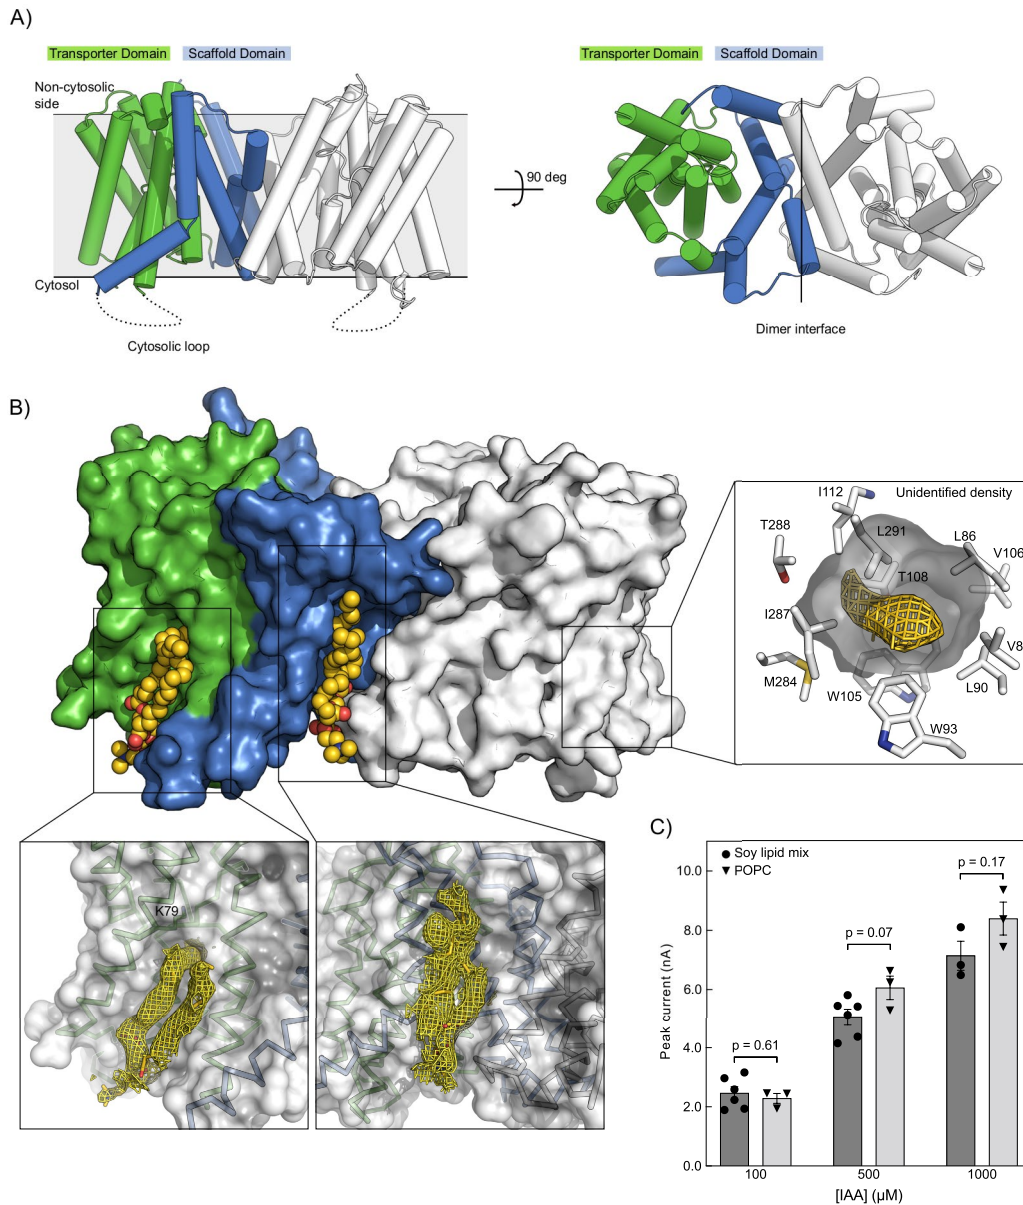 A)
Transporter Domain Scaffold Domain
Transporter Domain Scaffold Domain
Non-cytosolic
side
90 deg
Cytosol
Cytosolic loop
Dimer interface
B)
Unidentified density
I112
T288
L291
L86
V106
T108
I287
V8
M284
W105
L90
W93
K79
C)
Soy lipid mix
POPC
Peak current (nA)
10.0
8.0
6.0
4.0
2.0
0.0
p = 0.61
p = 0.07
p = 0.17
100
500
1000
[IAA] (µM)